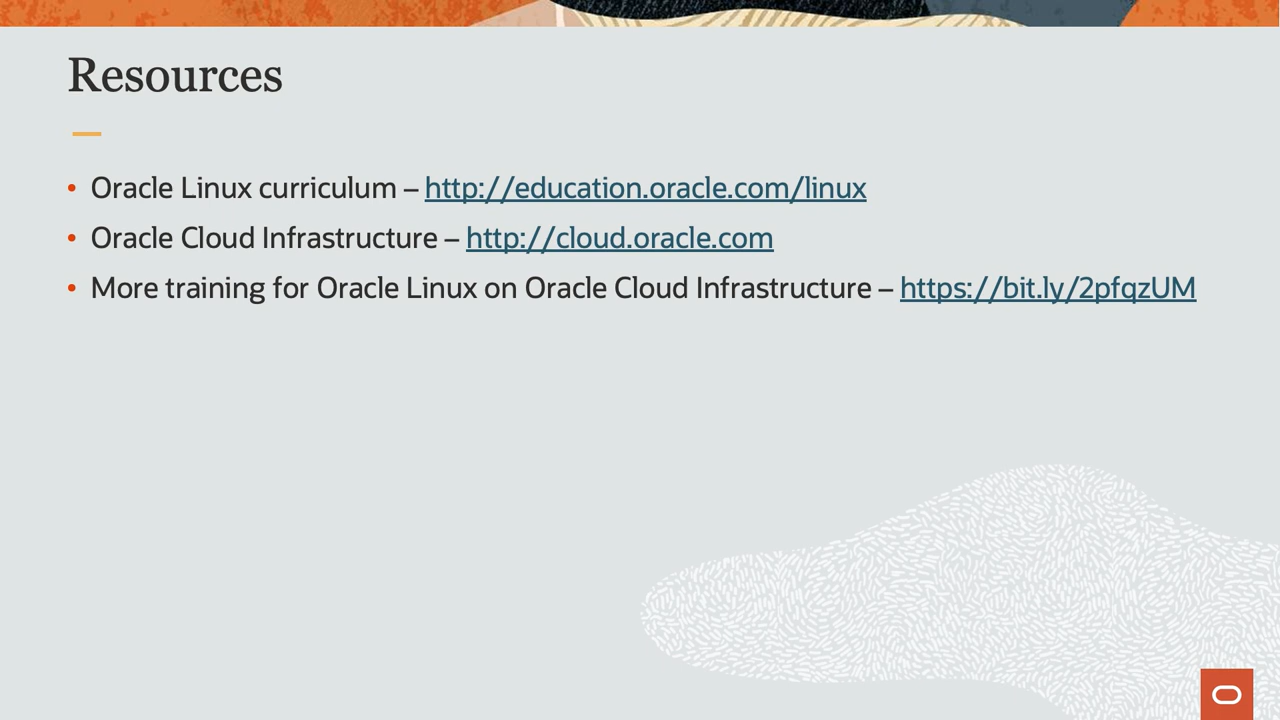 Resources
• Oracle Linux curriculum – http://education.oracle.com/linux
• Oracle Cloud Infrastructure – http://cloud.oracle.com
• More training for Oracle Linux on Oracle Cloud Infrastructure – https://bit.ly/2pfqzUM